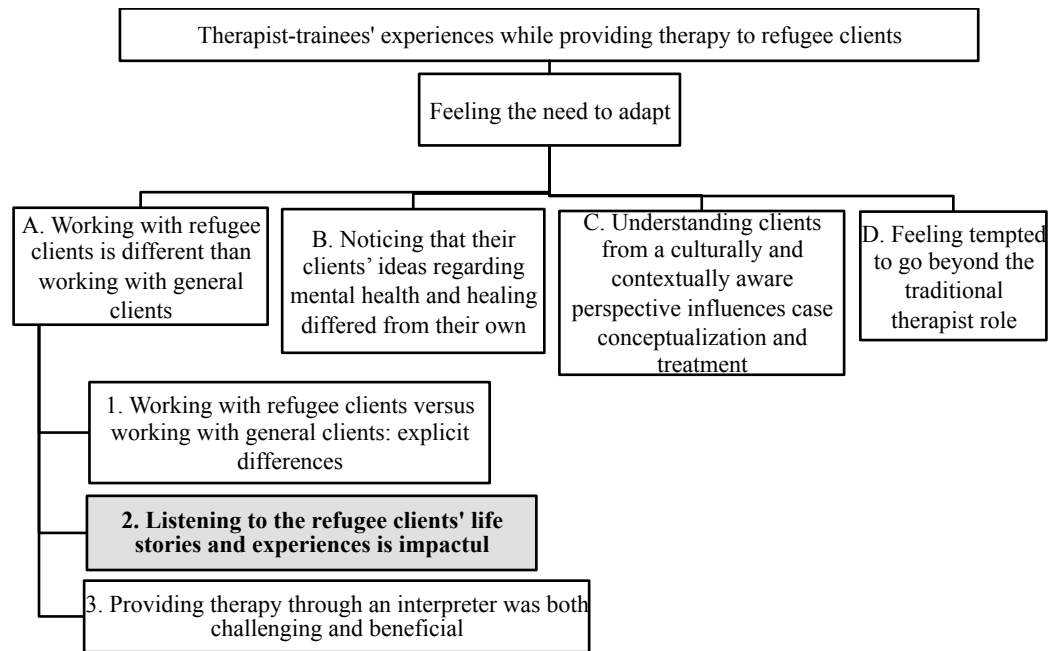 Therapist-trainees' experiences while providing therapy to refugee clients
Feeling the need to adapt
A. Working with refugee
clients is different than
working with general
clients
B. Noticing that their
clients’ ideas regarding
mental health and healing
differed from their own
C. Understanding clients
from a culturally and
contextually aware
perspective influences case
conceptualization and
treatment
D. Feeling tempted
to go beyond the
traditional
therapist role
1. Working with refugee clients versus
working with general clients: explicit
differences
2. Listening to the refugee clients' life
stories and experiences is impactul
3. Providing therapy through an interpreter was both
challenging and beneficial